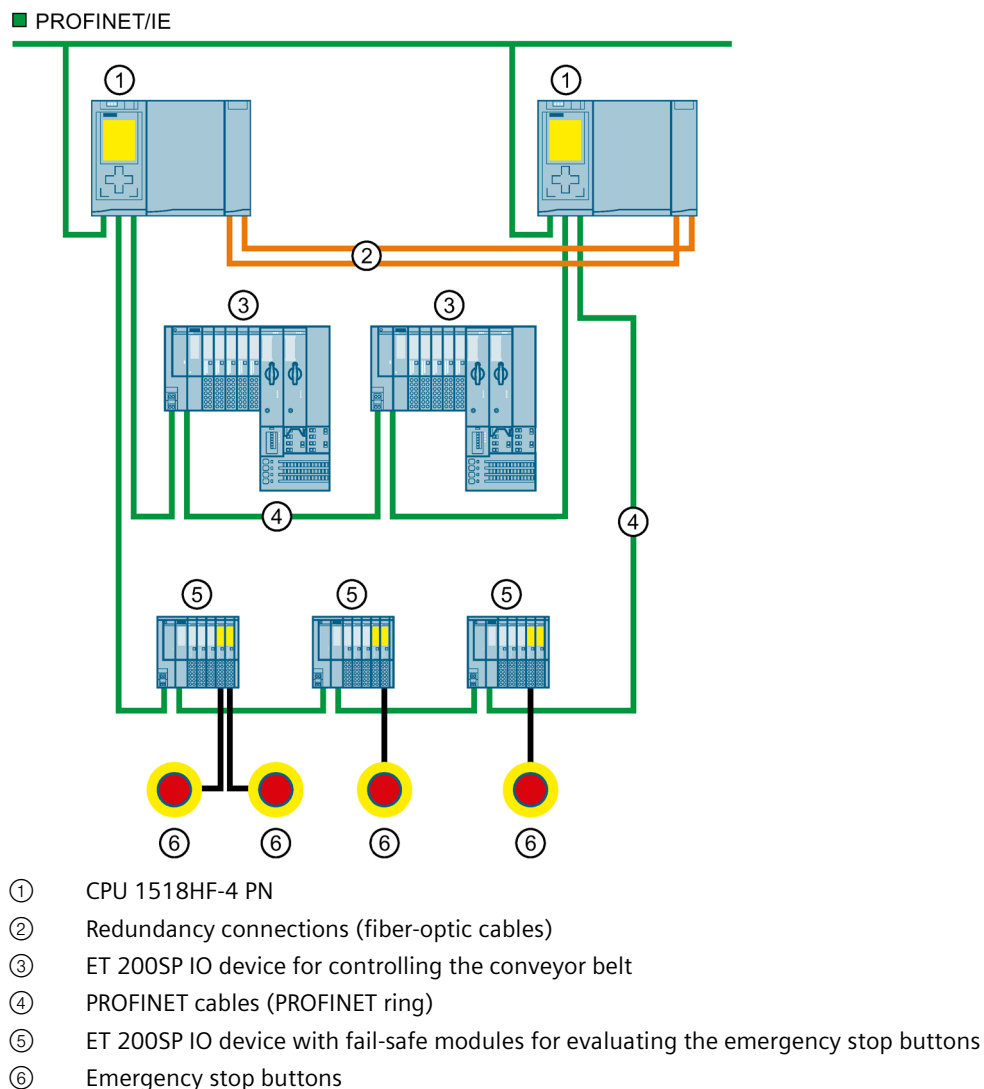 PROFINET/IE
① ①
②
③ ③
④
④
⑤ ⑤ ⑤
⑥ ⑥ ⑥ ⑥
① CPU 1518HF-4 PN
② Redundancy connections (fiber-optic cables)
③ ET 200SP IO device for controlling the conveyor belt
④ PROFINET cables (PROFINET ring)
⑤ ET 200SP IO device with fail-safe modules for evaluating the emergency stop buttons
⑥ Emergency stop buttons